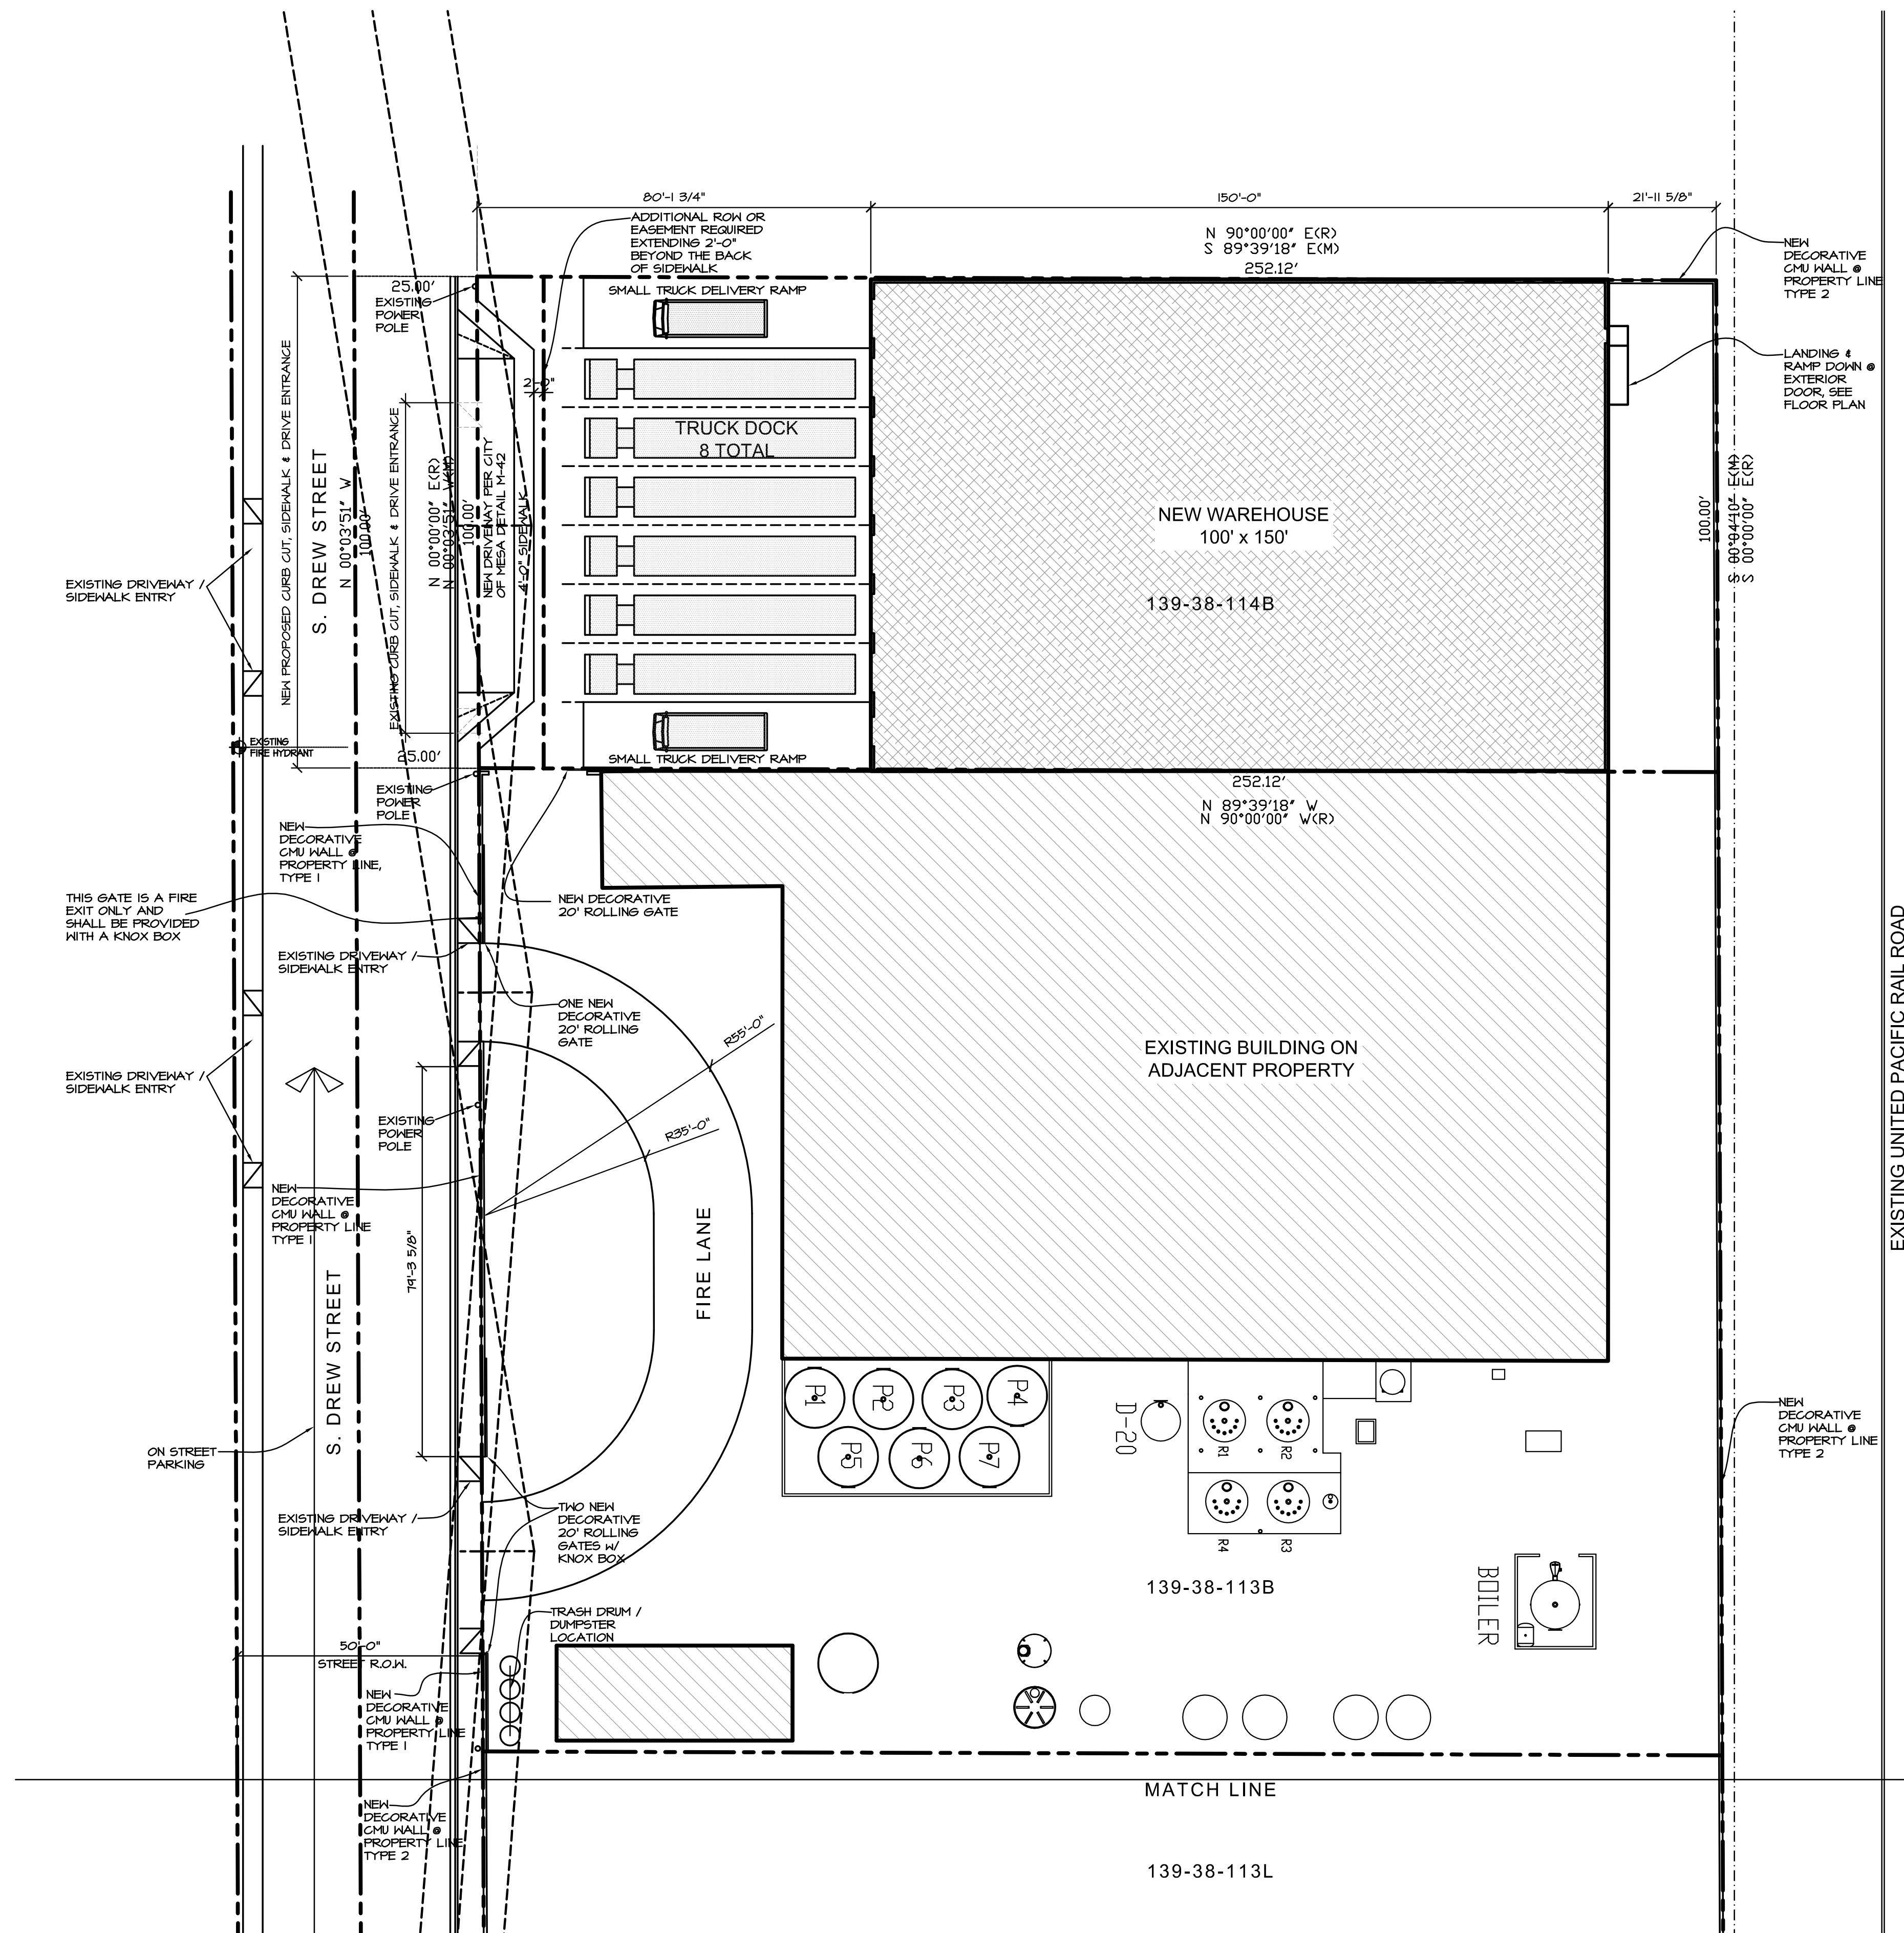 80'-1 3/4"
150'-0"
21'-11 5/8"
ADDITIONAL ROW OR
EASEMENT REQUIRED
EXTENDING 2'-0"
BEYOND THE BACK
OF SIDEWALK
N 90°00'00" E(R)
S 89°39'18" E(M)
252.12'
NEW
DECORATIVE
CMU WALL @
PROPERTY LINE
TYPE 2
25.00'
EXISTING
POWER
POLE
SMALL TRUCK DELIVERY RAMP
LANDING &
RAMP DOWN @
EXTERIOR
DOOR, SEE
FLOOR PLAN
2'-0"
TRUCK DOCK
8 TOTAL
NEW PROPOSED CURB CUT, SIDEWALK & DRIVE ENTRANCE
S. DREW STREET
N 00°03'51" W
100.00'
EXISTING CURB CUT, SIDEWALK & DRIVE ENTRANCE
N 00°00'00" E(R)
N 00°03'51" W(M)
100.00'
NEW DRIVEWAY PER CITY
OF MESA DETAIL M-42
4'-0" SIDEWALK
NEW WAREHOUSE
100' x 150'
139-38-114B
100.00'
S 00°04'10" E(M)
S 00°00'00" E(R)
EXISTING DRIVEWAY /
SIDEWALK ENTRY
EXISTING
FIRE HYDRANT
25.00'
SMALL TRUCK DELIVERY RAMP
EXISTING
POWER
POLE
252.12'
N 89°39'18" W
N 90°00'00" W(R)
NEW
DECORATIVE
CMU WALL @
PROPERTY LINE,
TYPE 1
THIS GATE IS A FIRE
EXIT ONLY AND
SHALL BE PROVIDED
WITH A KNOX BOX
NEW DECORATIVE
20' ROLLING GATE
EXISTING DRIVEWAY /
SIDEWALK ENTRY
ONE NEW
DECORATIVE
20' ROLLING
GATE
R55'-0"
R35'-0"
EXISTING BUILDING ON
ADJACENT PROPERTY
EXISTING UNITED PACIFIC RAIL ROAD
EXISTING DRIVEWAY /
SIDEWALK ENTRY
EXISTING
POWER
POLE
NEW
DECORATIVE
CMU WALL @
PROPERTY LINE
TYPE 1
79'-3 5/8"
FIRE LANE
S. DREW STREET
ON STREET
PARKING
P1
P2
P3
P4
P5
P6
P7
D-20
R1
R2
R4
R3
NEW
DECORATIVE
CMU WALL @
PROPERTY LINE
TYPE 2
EXISTING DRIVEWAY /
SIDEWALK ENTRY
TWO NEW
DECORATIVE
20' ROLLING
GATES W/
KNOX BOX
139-38-113B
BOILER
TRASH DRUM /
DUMPSTER
LOCATION
50'-0"
STREET R.O.W.
NEW
DECORATIVE
CMU WALL @
PROPERTY LINE
TYPE 1
MATCH LINE
NEW
DECORATIVE
CMU WALL @
PROPERTY LINE
TYPE 2
139-38-113L